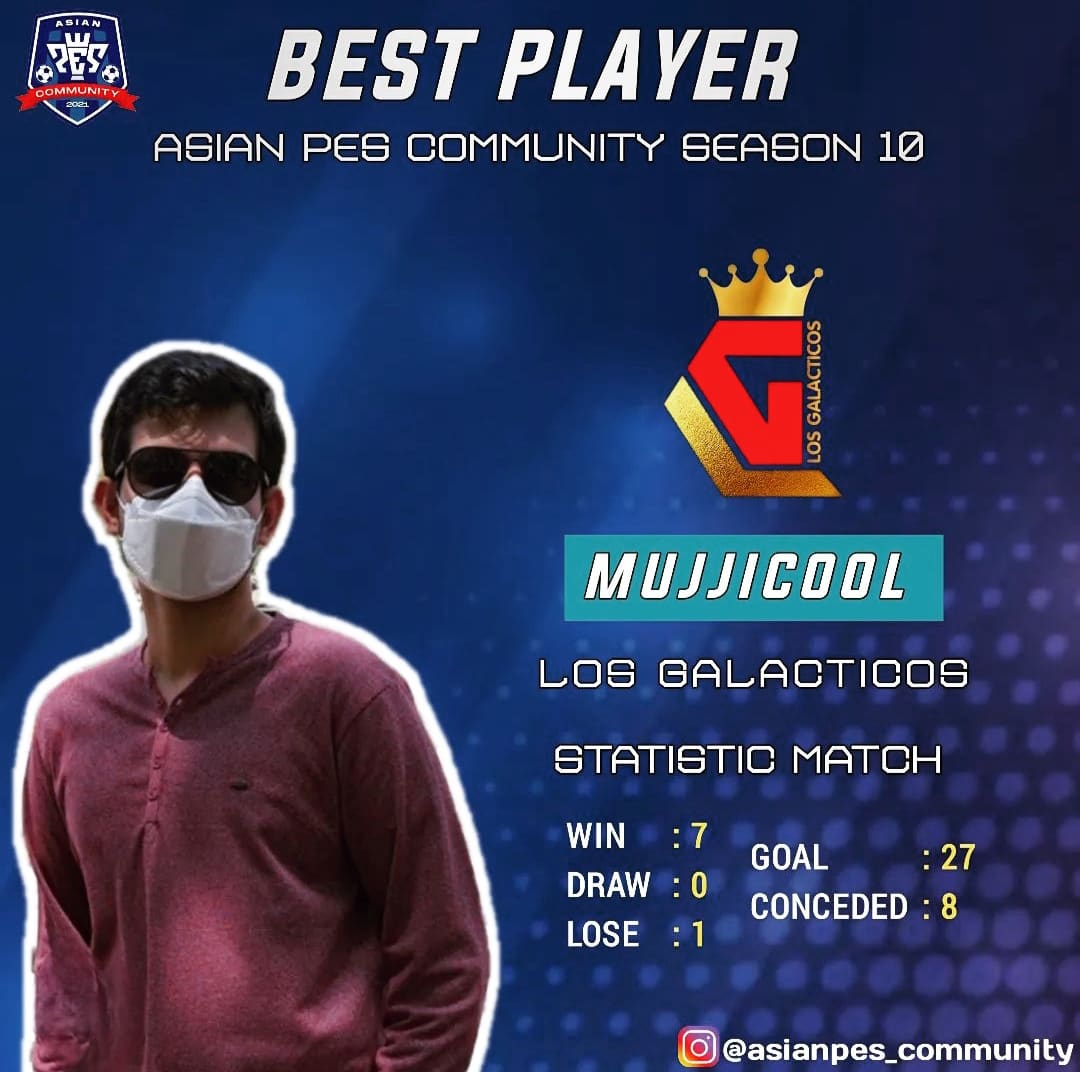 ASIAN
PES
COMMUNITY
2021
BEST PLAYER
ASIAN PES COMMUNITY SEASON 10
LOS GALACTICOS
MUJJICOOL
LOS GALACTICOS
STATISTIC MATCH
WIN : 7
DRAW : 0
LOSE : 1
GOAL : 27
CONCEDED : 8
@asianpes_community